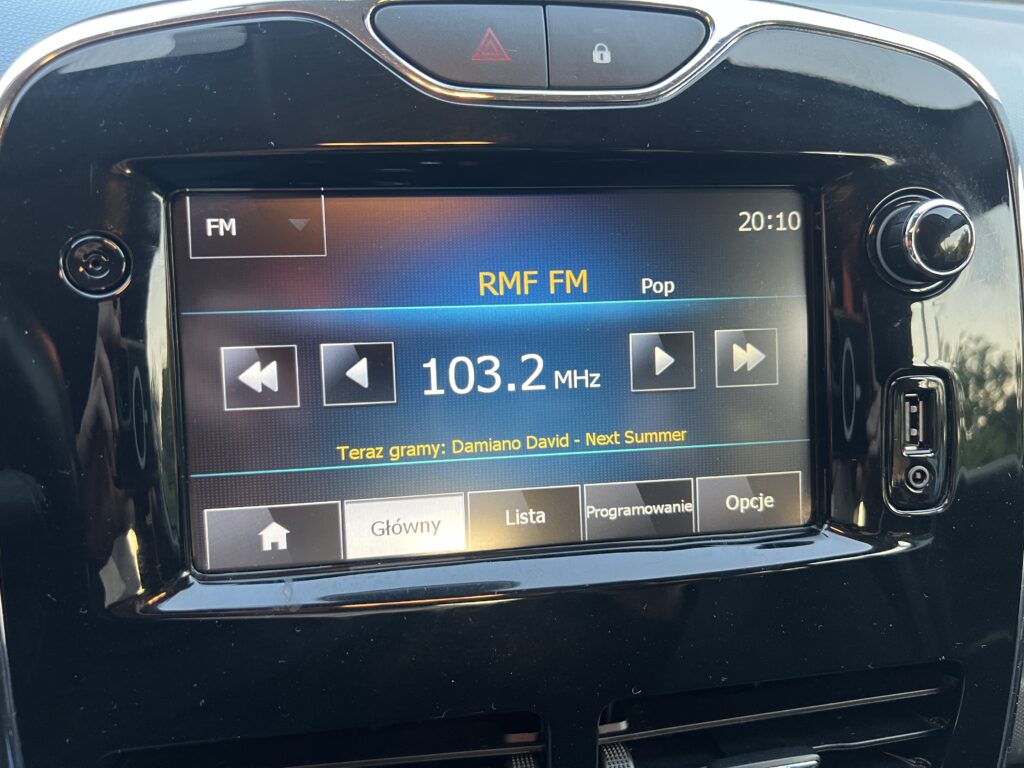 FM
20:10
RMF FM
Pop
103.2 MHz
Teraz gramy: Damiano David - Next Summer
Główny
Lista
Programowanie
Opcje